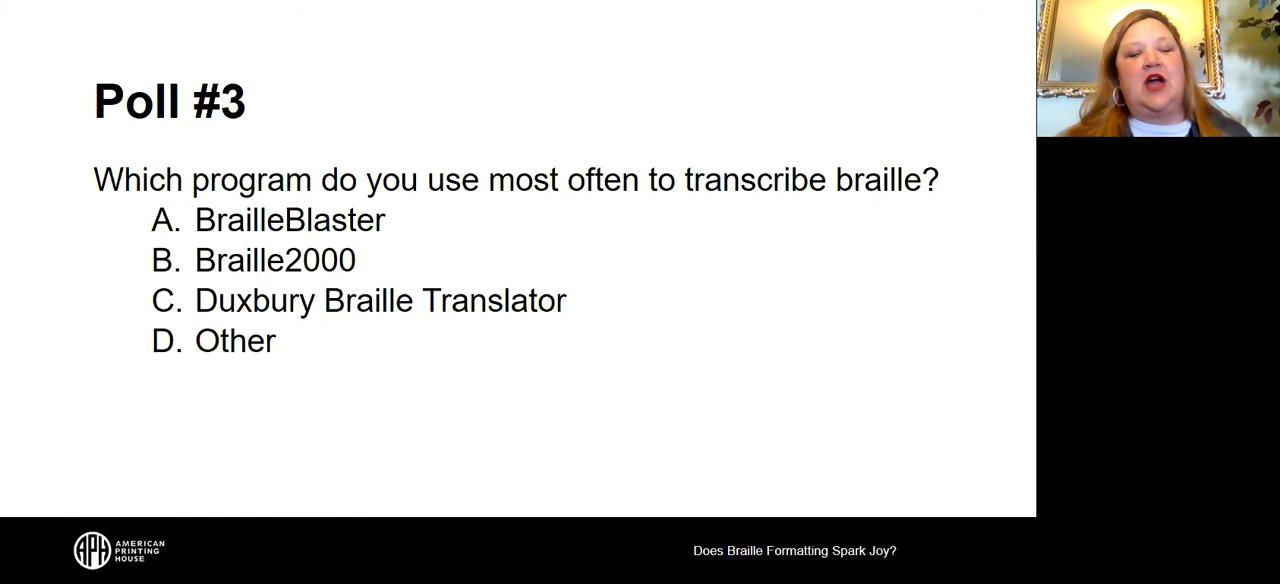 Poll #3
Which program do you use most often to transcribe braille?
A. BrailleBlaster
B. Braille2000
C. Duxbury Braille Translator
D. Other
APH
AMERICAN
PRINTING
HOUSE
Does Braille Formatting Spark Joy?